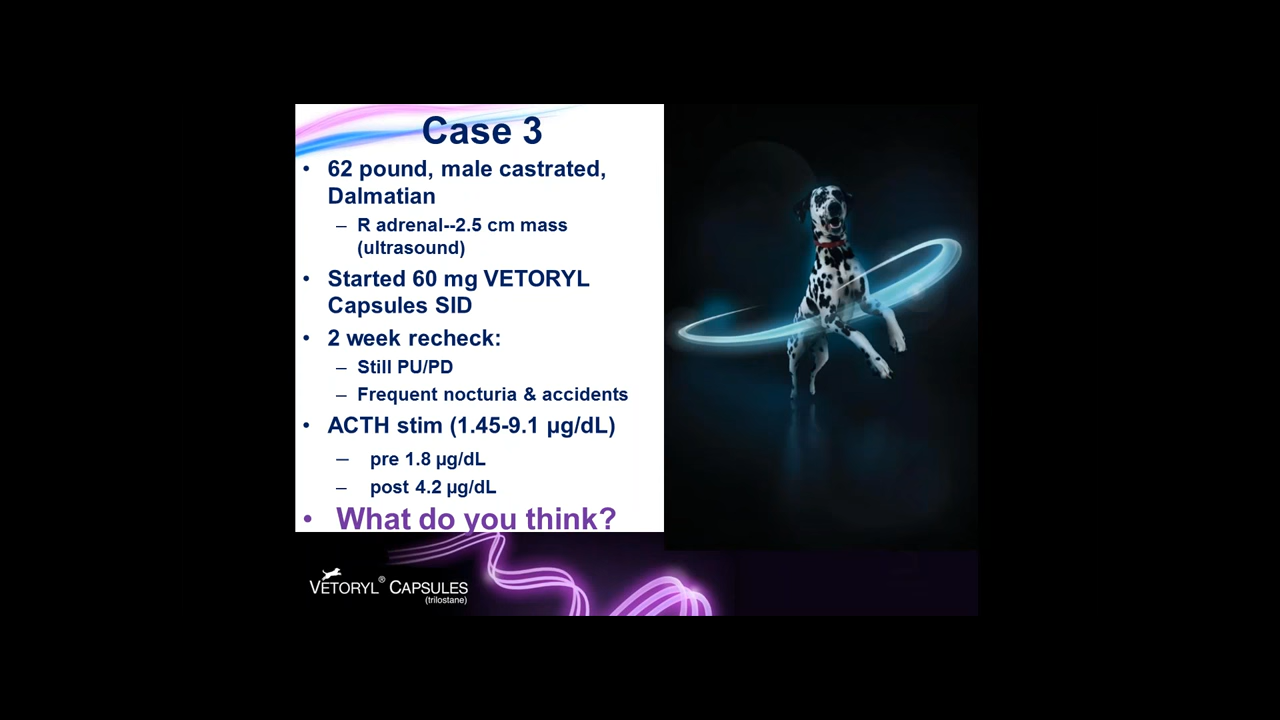 Case 3
• 62 pound, male castrated,
Dalmatian
– R adrenal--2.5 cm mass
(ultrasound)
• Started 60 mg VETORYL
Capsules SID
• 2 week recheck:
– Still PU/PD
– Frequent nocturia & accidents
• ACTH stim (1.45-9.1 µg/dL)
– pre 1.8 µg/dL
– post 4.2 µg/dL
• What do you think?
VETORYL® CAPSULES
(trilostane)